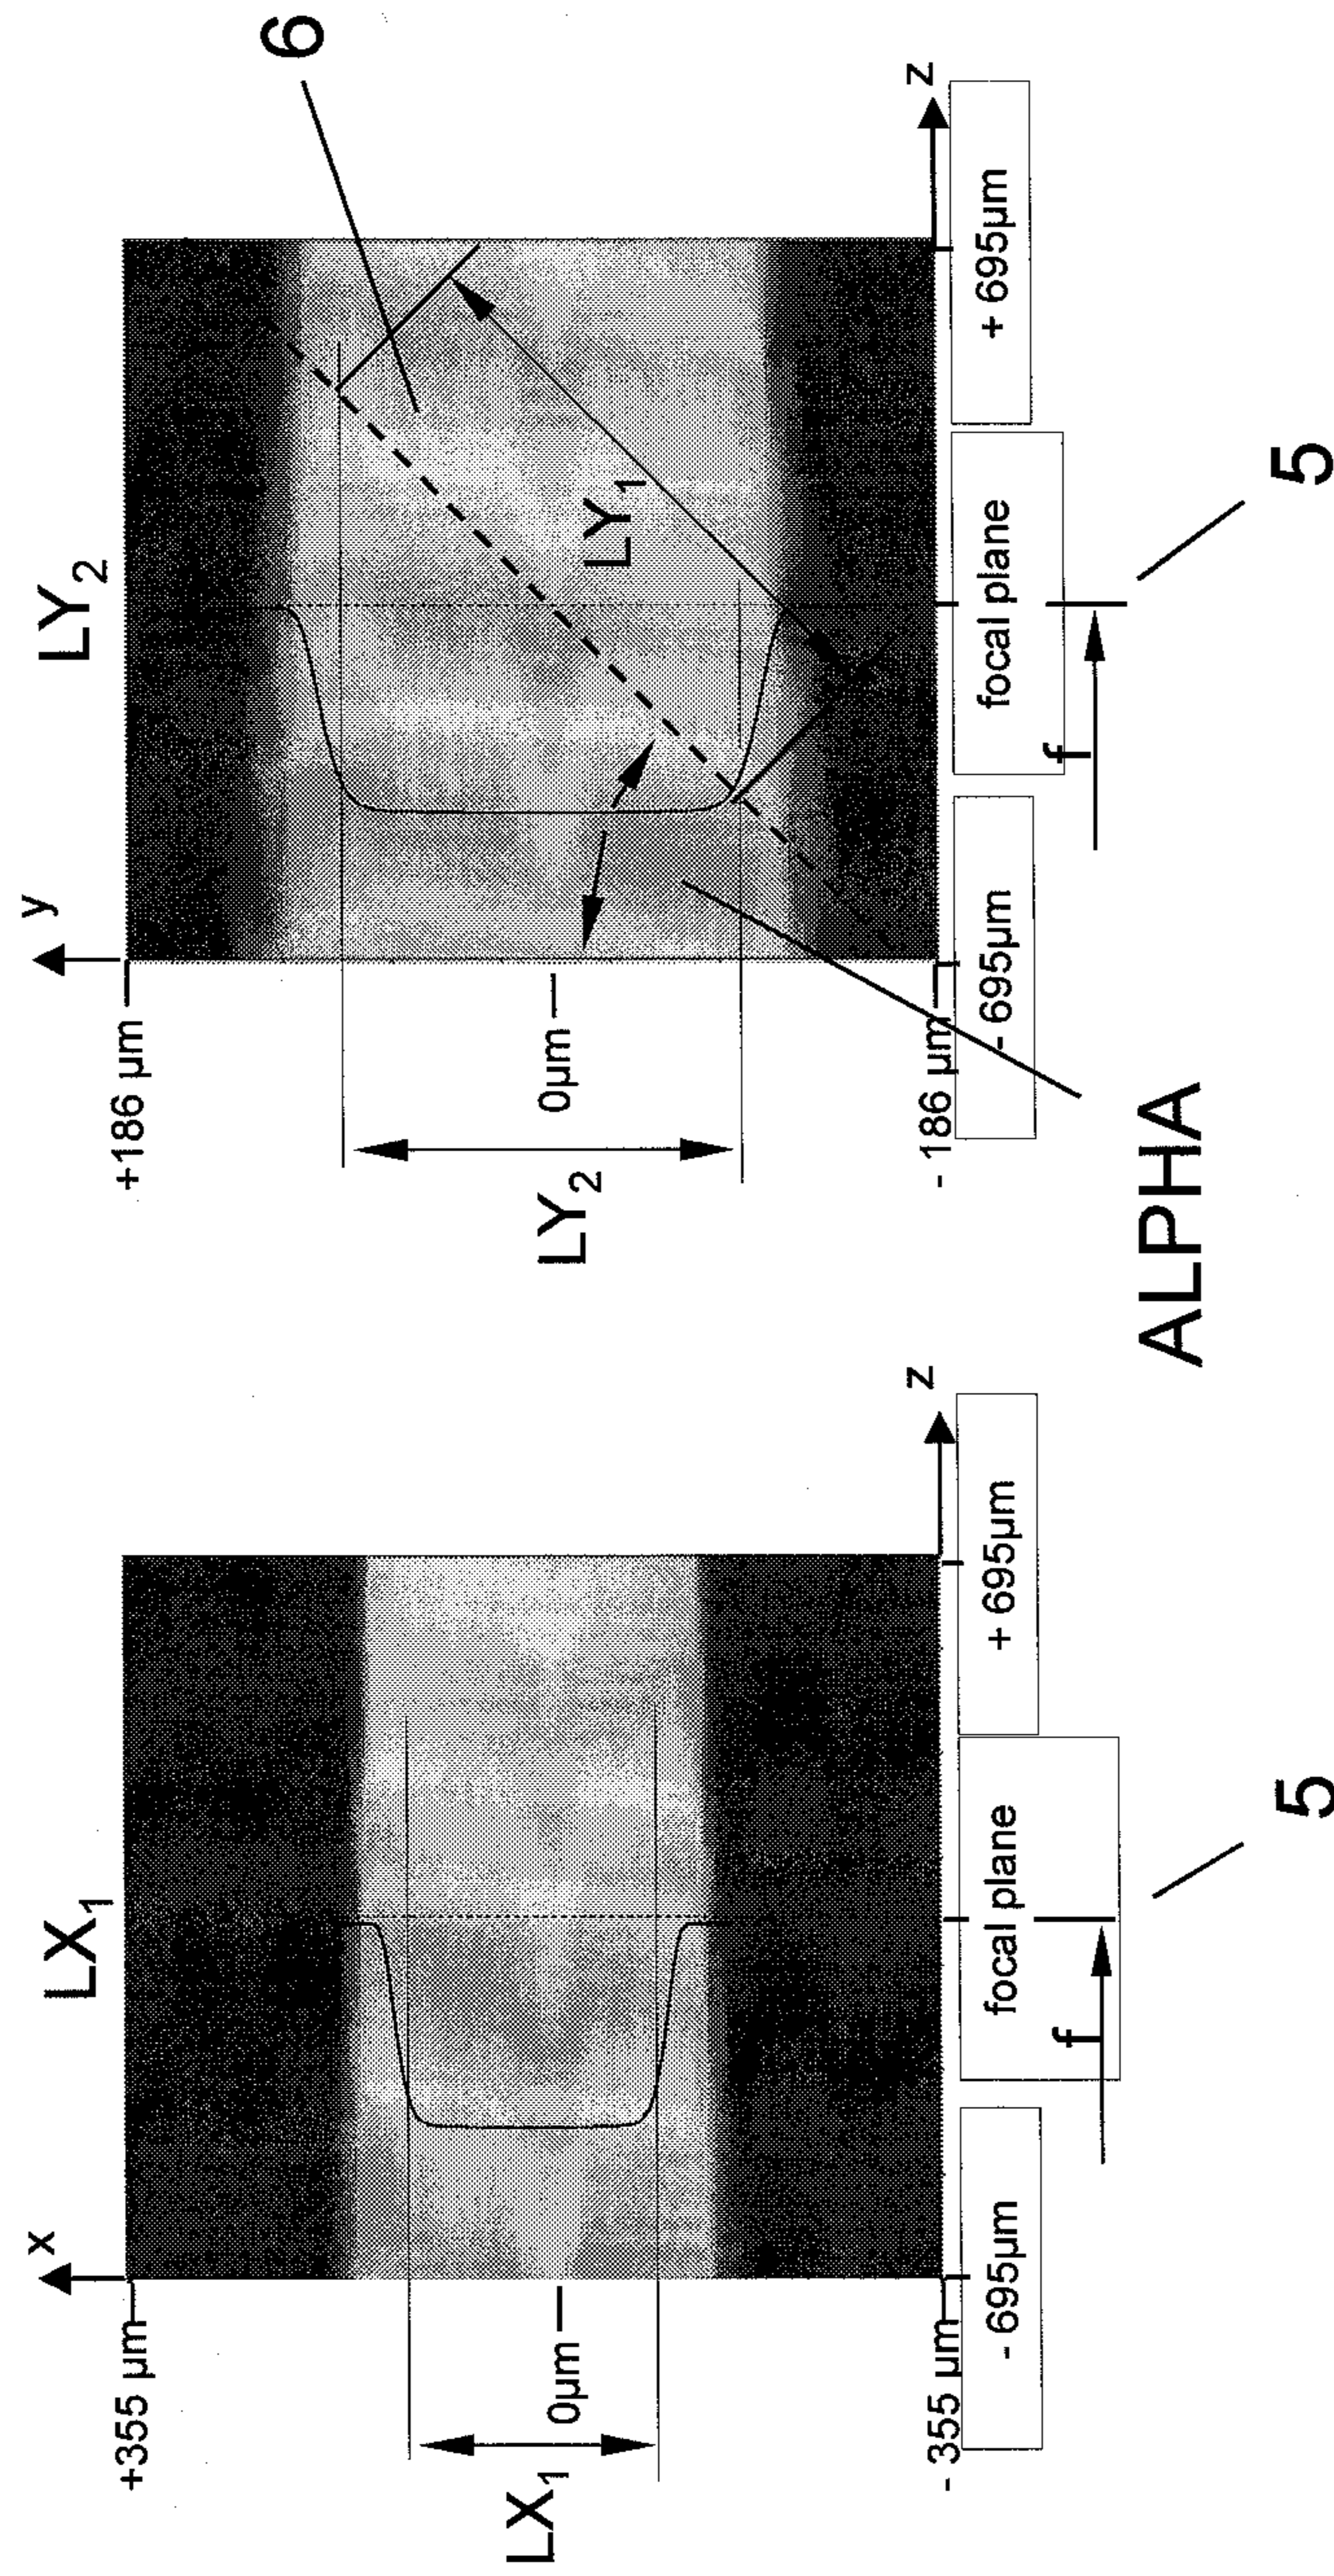 LX1
x
+355 µm
LX1
0µm
- 355 µm
z
- 695µm
focal plane
+ 695µm
f
5
LY2
y
6
+186 µm
LY2
0µm
LY1
- 186 µm
z
- 695µm
focal plane
+ 695µm
f
5
ALPHA